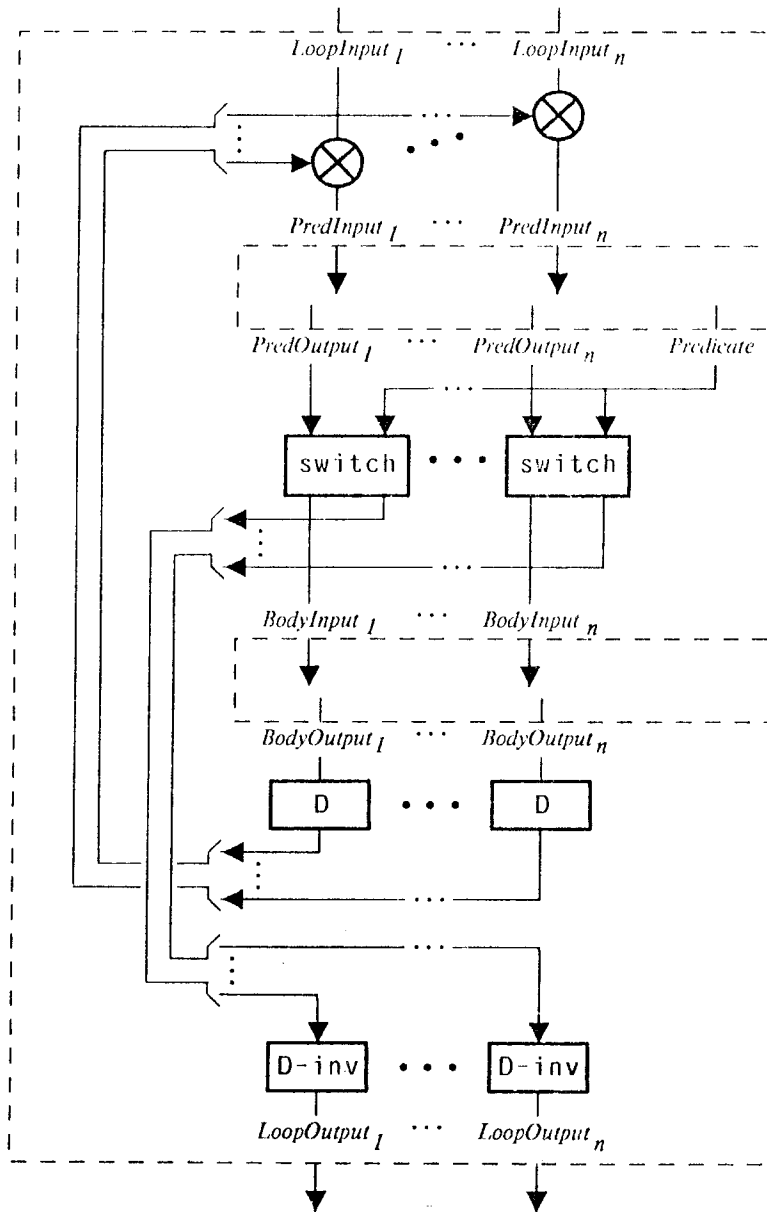 LoopInput 1 ··· LoopInput n
···
PredInput 1 ··· PredInput n
PredOutput 1 ··· PredOutput n Predicate
···
switch • • • switch
···
BodyInput 1 ··· BodyInput n
BodyOutput 1 ··· BodyOutput n
D • • • D
···
···
D-inv • • • D-inv
LoopOutput 1 ··· LoopOutput n